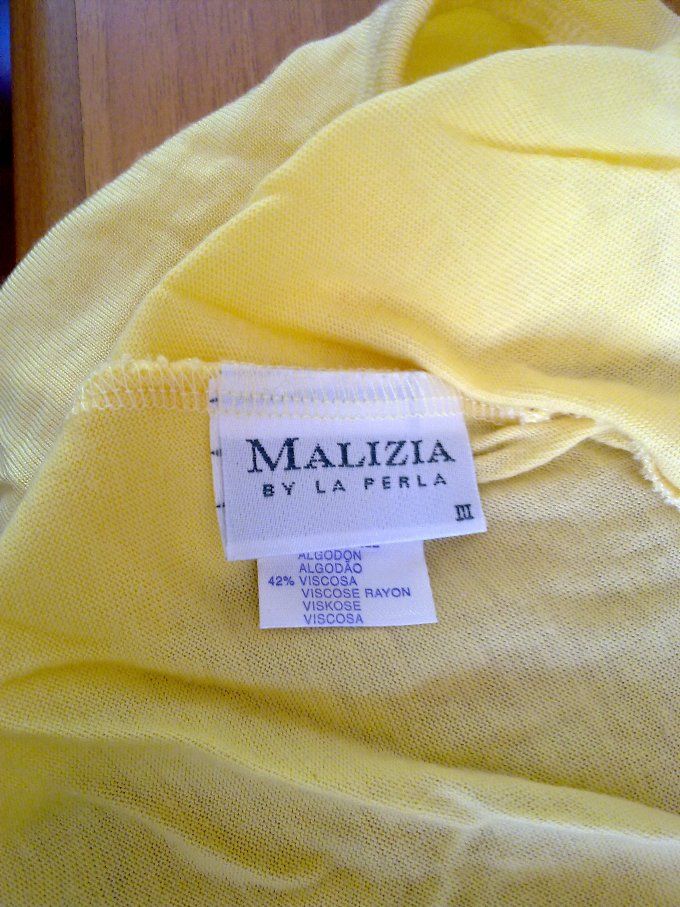 MALIZIA
BY LA PERLA
III
ALGODON
ALGODÃO
42% VISCOSA
VISCOSE RAYON
VISKOSE
VISCOSA